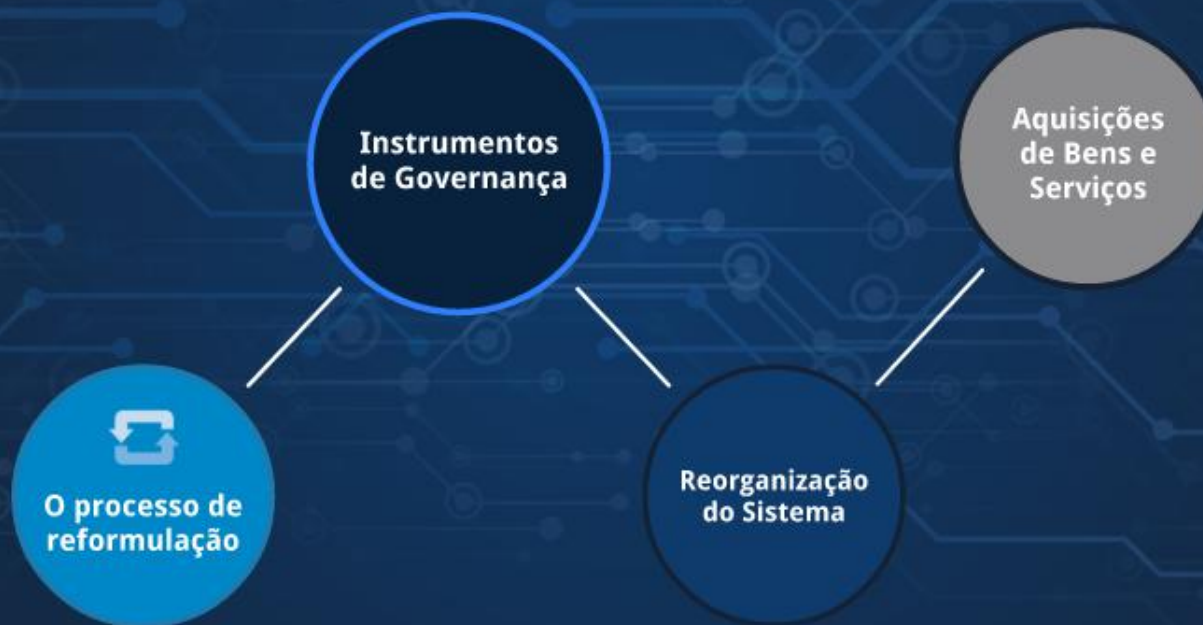 Instrumentos
de Governança
Aquisições
de Bens e
Serviços
O processo de
reformulação
Reorganização
do Sistema